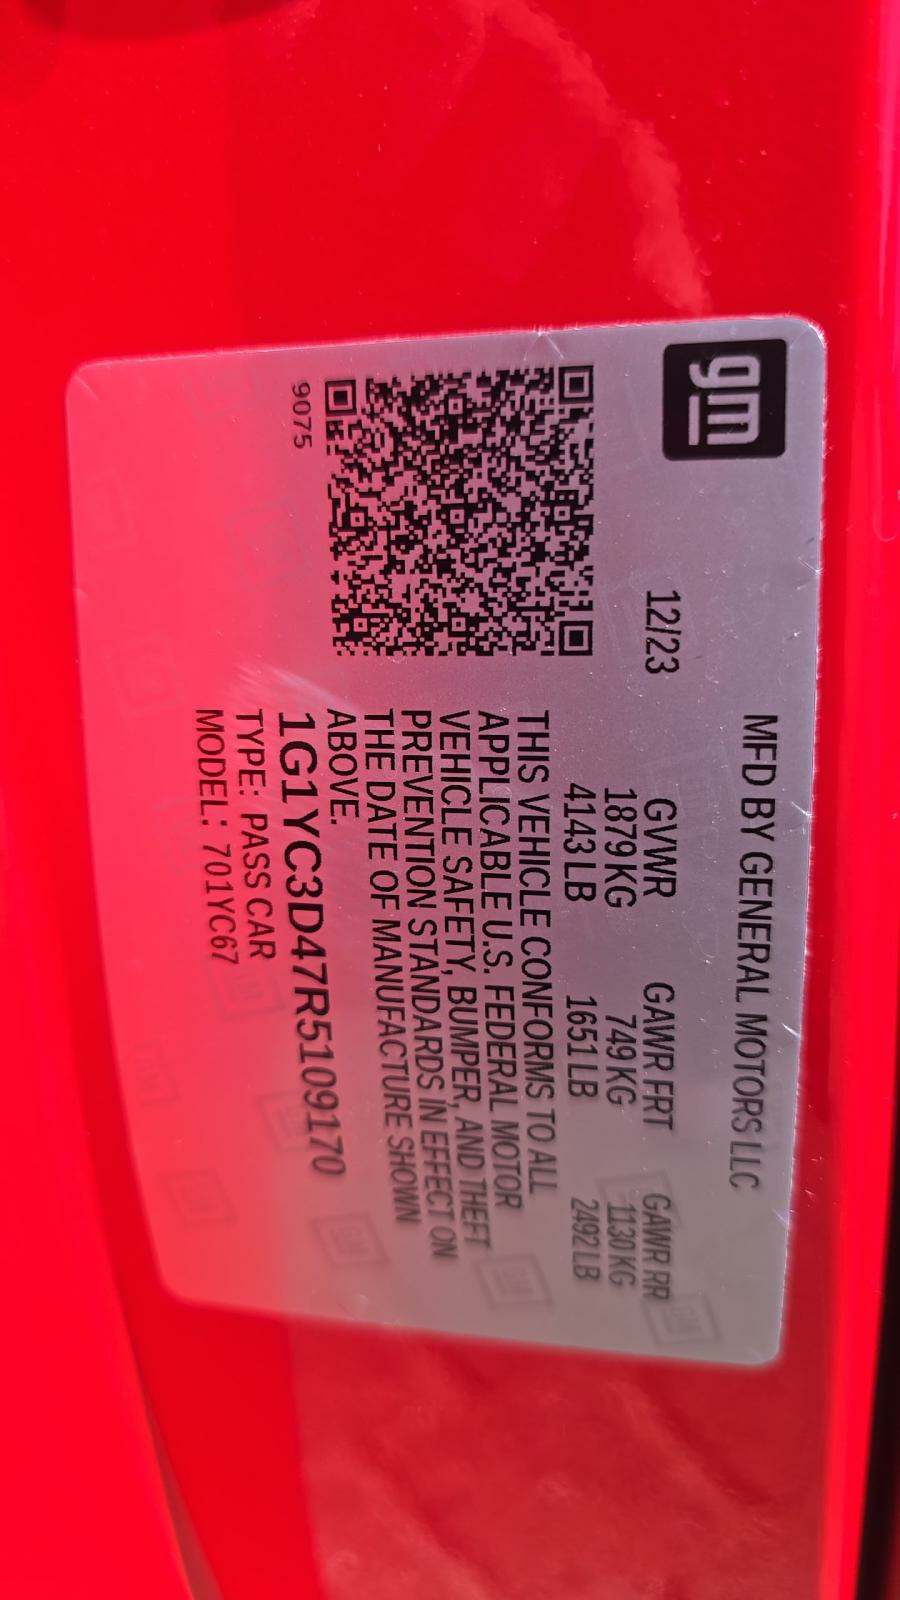 gm
MFD BY GENERAL MOTORS LLC
12/23 GVWR GAWR FRT GAWR RR
1879 KG 749 KG 1130 KG
4143 LB 1651 LB 2492 LB
THIS VEHICLE CONFORMS TO ALL
APPLICABLE U.S. FEDERAL MOTOR
VEHICLE SAFETY, BUMPER, AND THEFT
PREVENTION STANDARDS IN EFFECT ON
THE DATE OF MANUFACTURE SHOWN
ABOVE.
9075
1G1YC3D47R5109170
TYPE: PASS CAR
MODEL: 701YC67